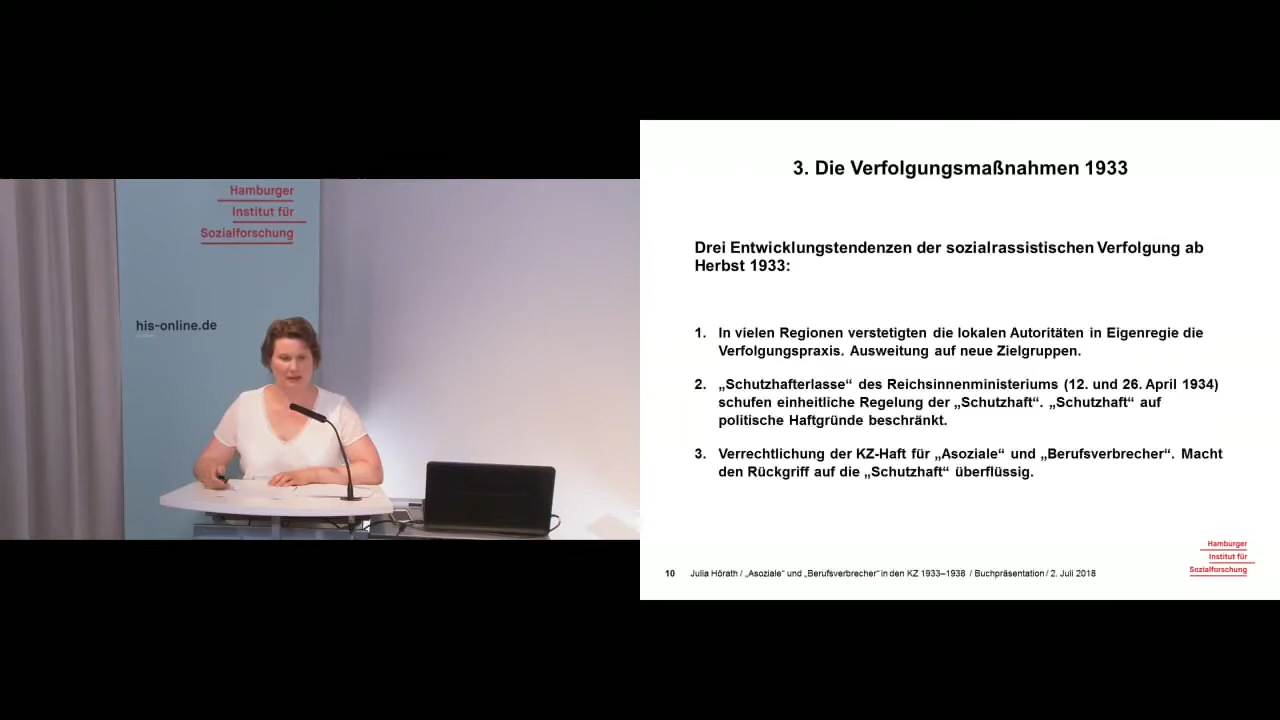 Hamburger
Institut für
Sozialforschung
his-online.de
3. Die Verfolgungsmaßnahmen 1933
Drei Entwicklungstendenzen der sozialrassistischen Verfolgung ab
Herbst 1933:
1. In vielen Regionen verstetigten die lokalen Autoritäten in Eigenregie die
Verfolgungspraxis. Ausweitung auf neue Zielgruppen.
2. „Schutzhafterlasse“ des Reichsinnenministeriums (12. und 26. April 1934)
schufen einheitliche Regelung der „Schutzhaft“. „Schutzhaft“ auf
politische Haftgründe beschränkt.
3. Verrechtlichung der KZ-Haft für „Asoziale“ und „Berufsverbrecher“. Macht
den Rückgriff auf die „Schutzhaft“ überflüssig.
Hamburger
Institut für
Sozialforschung
10 Julia Hörath / „Asoziale“ und „Berufsverbrecher“ in den KZ 1933–1938 / Buchpräsentation / 2. Juli 2018